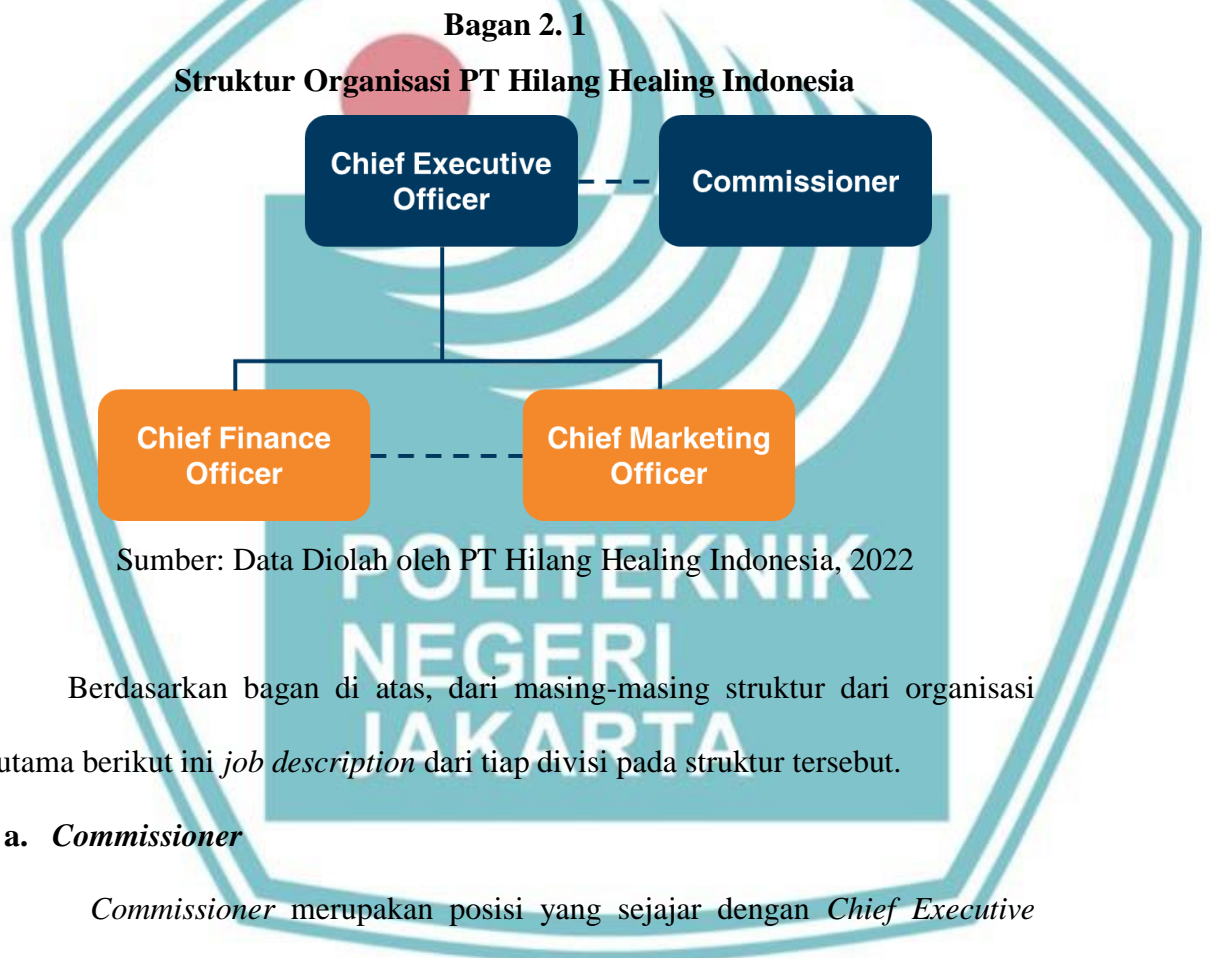 Bagan 2. 1
Struktur Organisasi PT Hilang Healing Indonesia
Chief Executive
Officer
Commissioner
Chief Finance
Officer
Chief Marketing
Officer
Sumber: Data Diolah oleh PT Hilang Healing Indonesia, 2022
POLITEKNIK
NEGERI
JAKARTA
Berdasarkan bagan di atas, dari masing-masing struktur dari organisasi
utama berikut ini job description dari tiap divisi pada struktur tersebut.
a. Commissioner
Commissioner merupakan posisi yang sejajar dengan Chief Executive